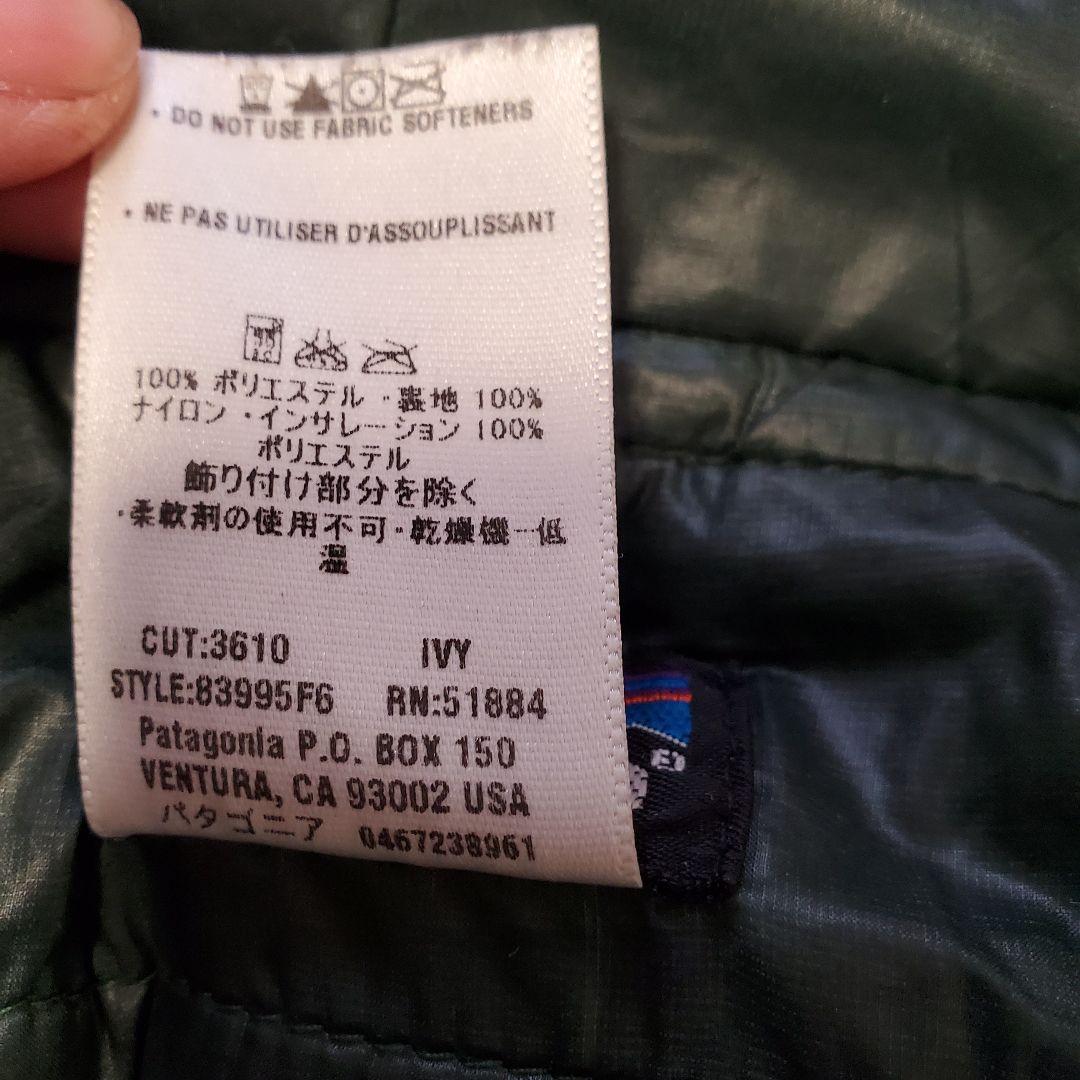 • DO NOT USE FABRIC SOFTENERS
• NE PAS UTILISER D'ASSOUPLISSANT
100% ポリエステル・裏地 100%
ナイロン・インサレーション 100%
ポリエステル
飾り付け部分を除く
・柔軟剤の使用不可・乾燥機一低
温
CUT:3610 IVY
STYLE:83995F6 RN:51884
Patagonia P.O. BOX 150
VENTURA, CA 93002 USA
パタゴニア 0467238961